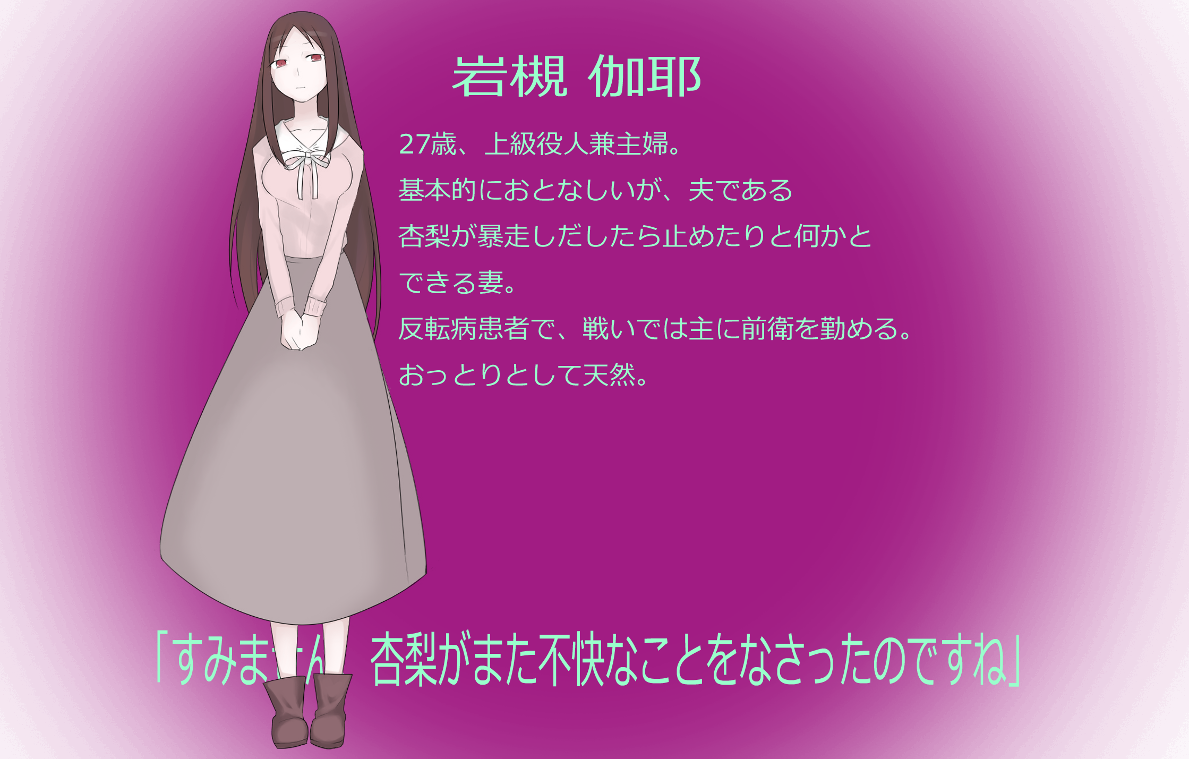 岩槻 伽耶
27歳、上級役人兼主婦。
基本的におとなしいが、夫である
杏梨が暴走しだしたら止めたりと何かと
できる妻。
反転病患者で、戦いでは主に前衛を勤める。
おっとりとして天然。
「すみません 杏梨がまた不快なことをなさったのですね」